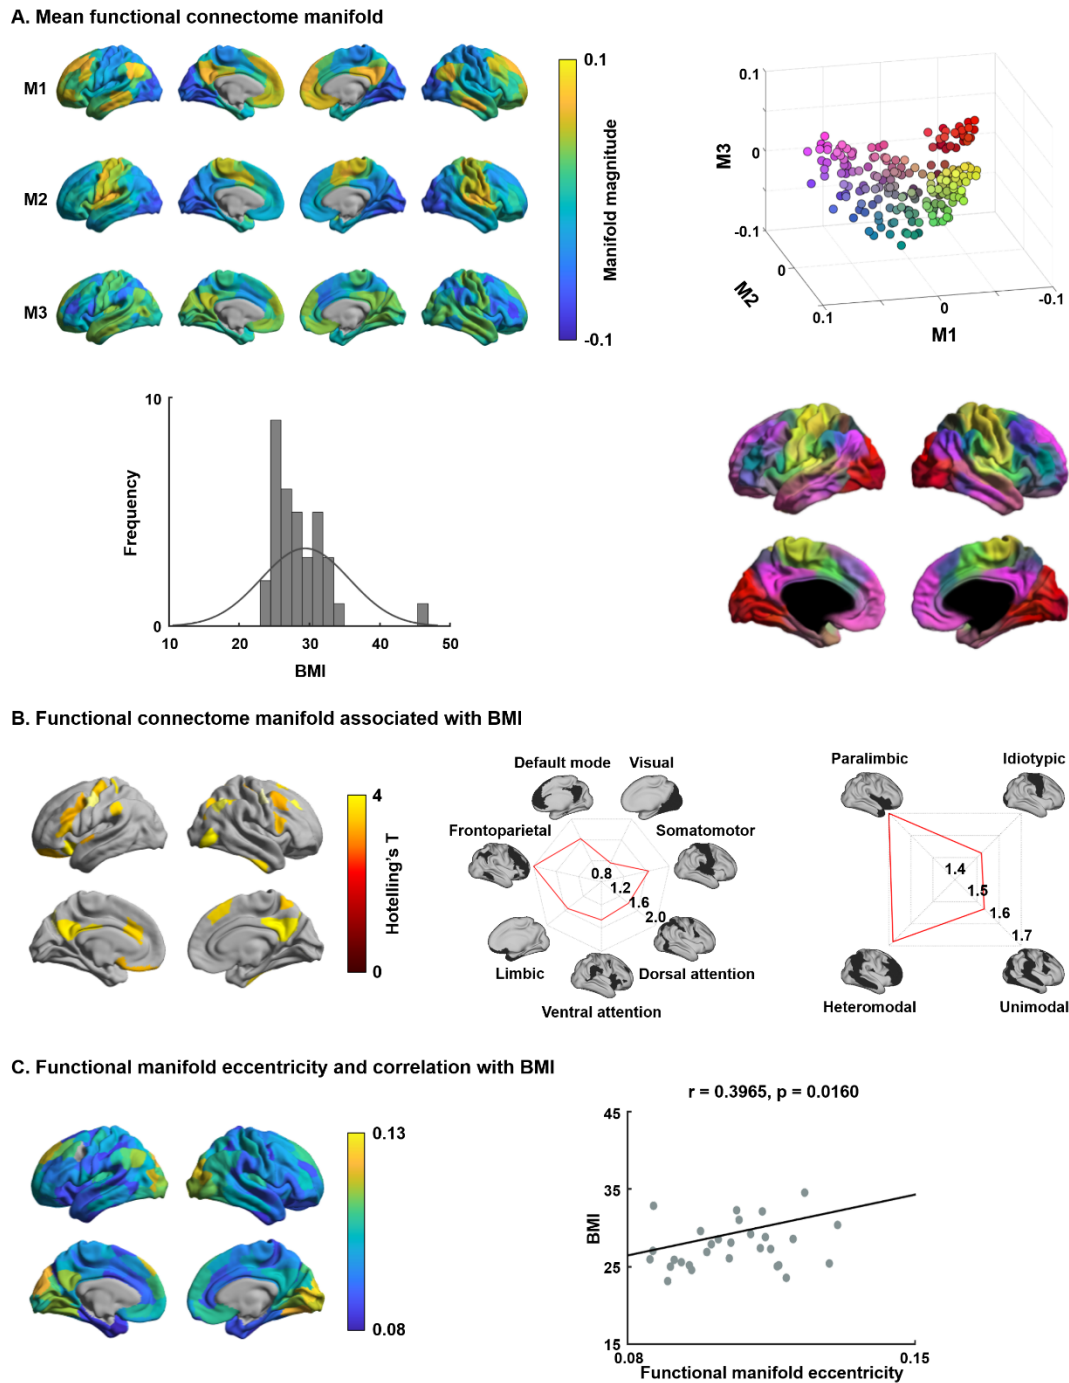 A. Mean functional connectome manifold
M1
M2
M3
0.1
Manifold magnitude
-0.1
0.1
0
-0.1
M3
0
M2
0.1
0
-0.1
M1
10
0
Frequency
10 20 30 40 50
BMI
B. Functional connectome manifold associated with BMI
4
Hotelling's T
0
Default mode Visual
Frontoparietal Somatomotor
0.8
1.2
1.6
2.0
Limbic Dorsal attention
Ventral attention
Paralimbic Idiotypic
1.4
1.5
1.6
1.7
Heteromodal Unimodal
C. Functional manifold eccentricity and correlation with BMI
0.13
0.08
r = 0.3965, p = 0.0160
45
35
25
15
BMI
0.08 0.15
Functional manifold eccentricity